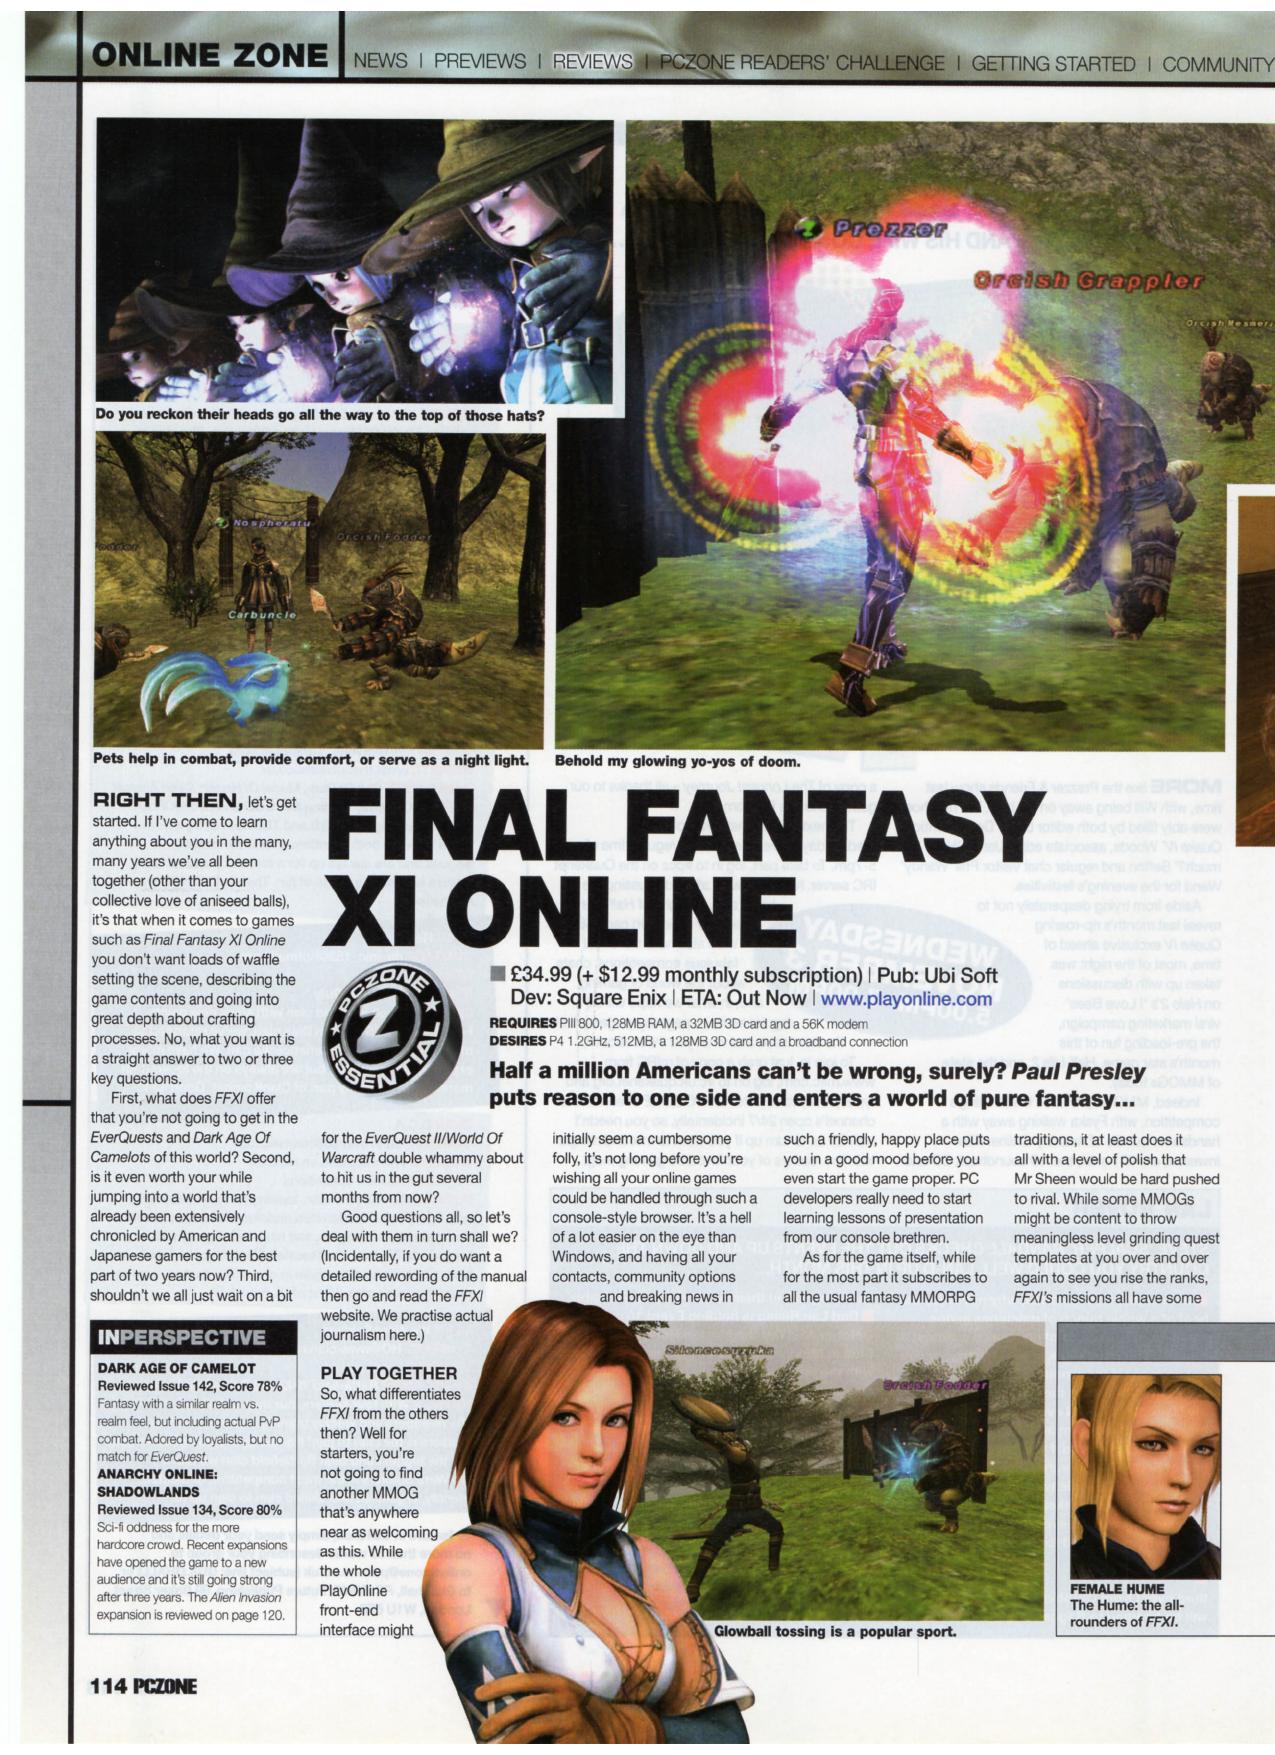 ONLINE ZONE
NEWS | PREVIEWS | REVIEWS | PCZONE READERS' CHALLENGE | GETTING STARTED | COMMUNITY
Prezzer
Orcish Grappler
Do you reckon their heads go all the way to the top of those hats?
Nospheratu
Orcish Fodder
Carbuncle
Pets help in combat, provide comfort, or serve as a night light.
Behold my glowing yo-yos of doom.
FINAL FANTASY
XI ONLINE
PCZONE
Z
ESSENTIAL
£34.99 (+ $12.99 monthly subscription) | Pub: Ubi Soft
Dev: Square Enix | ETA: Out Now | www.playonline.com
REQUIRES PIII 800, 128MB RAM, a 32MB 3D card and a 56K modem
DESIRES P4 1.2GHz, 512MB, a 128MB 3D card and a broadband connection
Half a million Americans can't be wrong, surely? Paul Presley
puts reason to one side and enters a world of pure fantasy...
RIGHT THEN, let's get
started. If I've come to learn
anything about you in the many,
many years we've all been
together (other than your
collective love of aniseed balls),
it's that when it comes to games
such as Final Fantasy XI Online
you don't want loads of waffle
setting the scene, describing the
game contents and going into
great depth about crafting
processes. No, what you want is
a straight answer to two or three
key questions.
First, what does FFXI offer
that you're not going to get in the
EverQuests and Dark Age Of
Camelots of this world? Second,
is it even worth your while
jumping into a world that's
already been extensively
chronicled by American and
Japanese gamers for the best
part of two years now? Third,
shouldn't we all just wait on a bit
for the EverQuest II/World Of
Warcraft double whammy about
to hit us in the gut several
months from now?
Good questions all, so let's
deal with them in turn shall we?
(Incidentally, if you do want a
detailed rewording of the manual
then go and read the FFXI
website. We practise actual
journalism here.)
PLAY TOGETHER
So, what differentiates
FFXI from the others
then? Well for
starters, you're
not going to find
another MMOG
that's anywhere
near as welcoming
as this. While
the whole
PlayOnline
front-end
interface might
initially seem a cumbersome
folly, it's not long before you're
wishing all your online games
could be handled through such a
console-style browser. It's a hell
of a lot easier on the eye than
Windows, and having all your
contacts, community options
and breaking news in
such a friendly, happy place puts
you in a good mood before you
even start the game proper. PC
developers really need to start
learning lessons of presentation
from our console brethren.
As for the game itself, while
for the most part it subscribes to
all the usual fantasy MMORPG
traditions, it at least does it
all with a level of polish that
Mr Sheen would be hard pushed
to rival. While some MMOGs
might be content to throw
meaningless level grinding quest
templates at you over and over
again to see you rise the ranks,
FFXI's missions all have some
INPERSPECTIVE
DARK AGE OF CAMELOT
Reviewed Issue 142, Score 78%
Fantasy with a similar realm vs.
realm feel, but including actual PvP
combat. Adored by loyalists, but no
match for EverQuest.
ANARCHY ONLINE:
SHADOWLANDS
Reviewed Issue 134, Score 80%
Sci-fi oddness for the more
hardcore crowd. Recent expansions
have opened the game to a new
audience and it's still going strong
after three years. The Alien Invasion
expansion is reviewed on page 120.
Orcish Fodder
Glowball tossing is a popular sport.
FEMALE HUME
The Hume: the all-
rounders of FFXI.
114 PCZONE